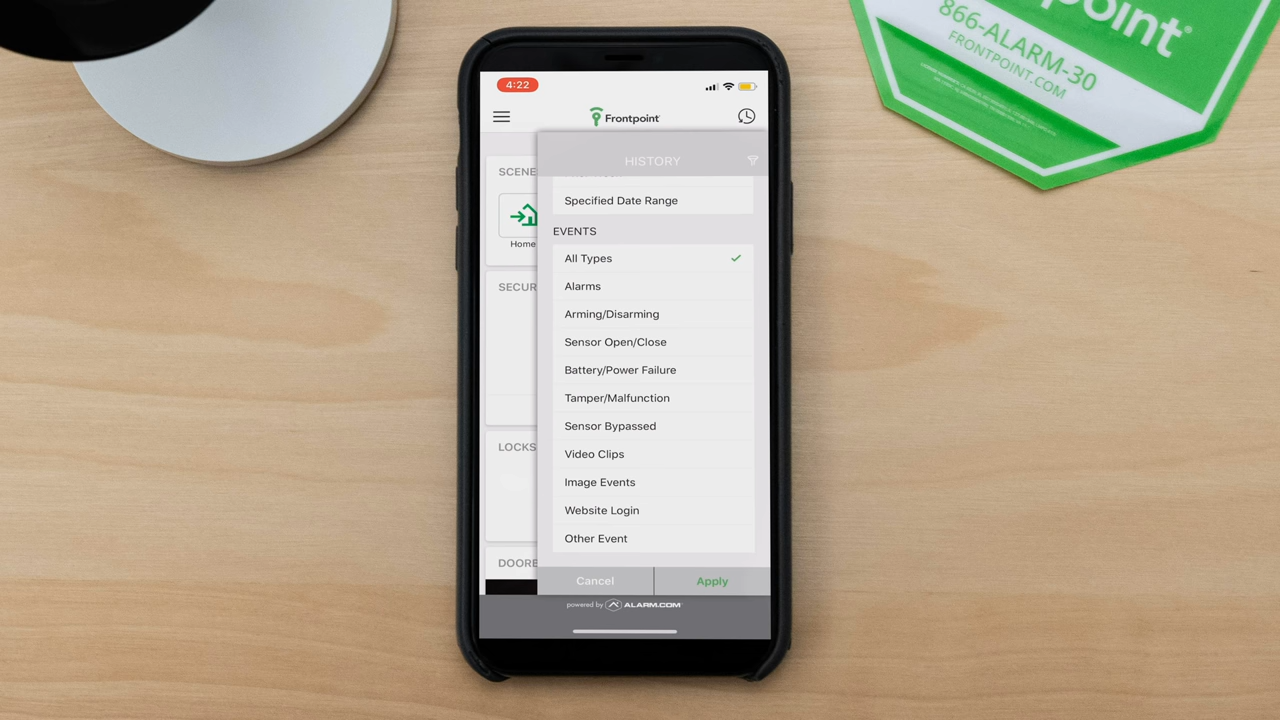 point®
866-ALARM-30
FRONTPOINT.COM
4:22
Frontpoint
SCENE
Home
SECUR
LOCKS
DOORB
HISTORY
Specified Date Range
EVENTS
All Types
Alarms
Arming/Disarming
Sensor Open/Close
Battery/Power Failure
Tamper/Malfunction
Sensor Bypassed
Video Clips
Image Events
Website Login
Other Event
Cancel
Apply
powered by ALARM.COM